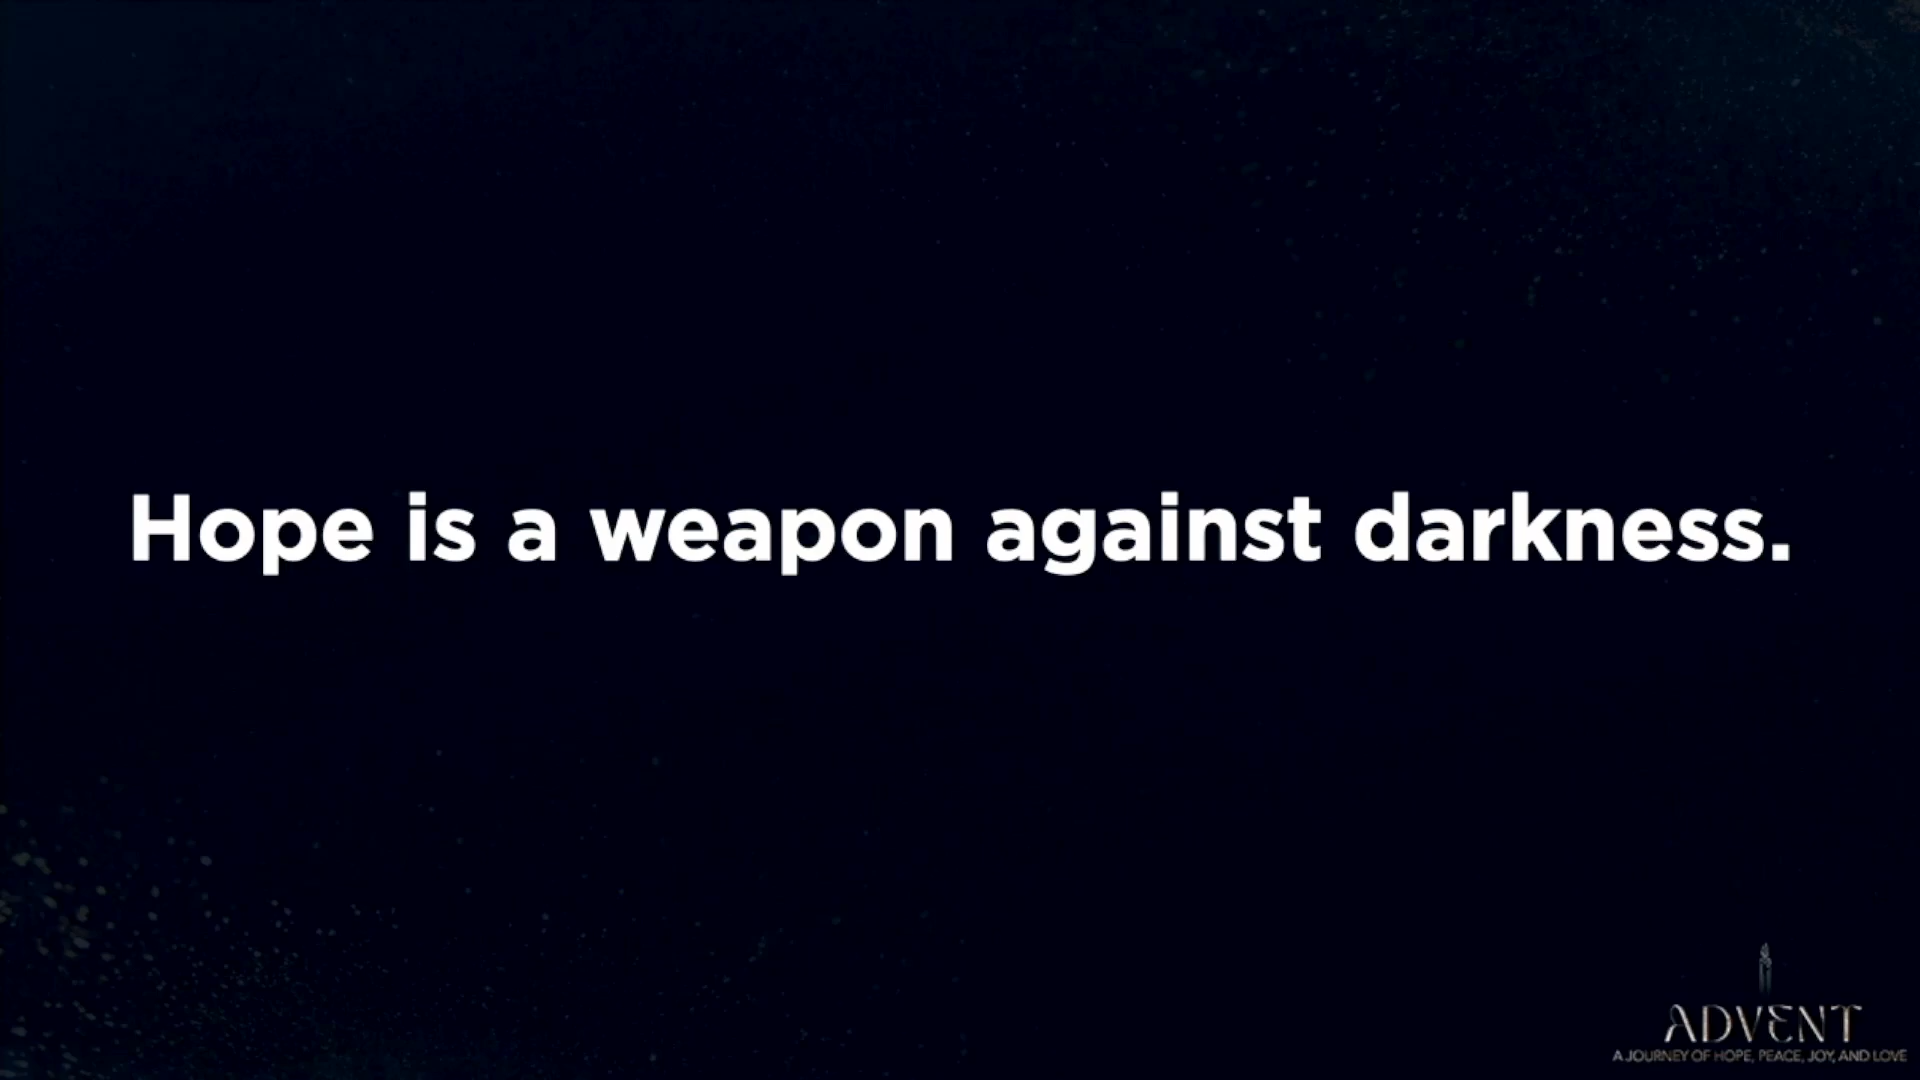 Hope is a weapon against darkness.
ADVENT
A JOURNEY OF HOPE, PEACE, JOY, AND LOVE